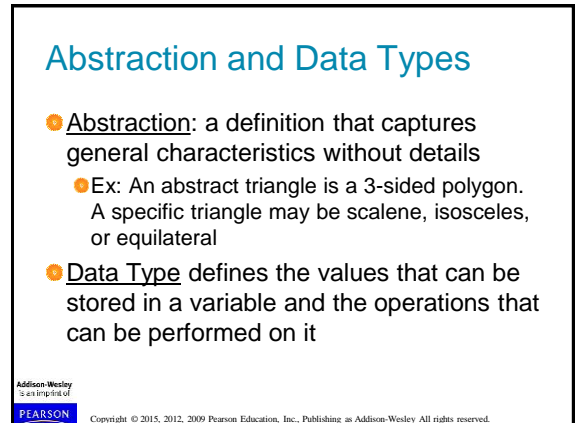 Abstraction and Data Types
Abstraction: a definition that captures
general characteristics without details
Ex: An abstract triangle is a 3-sided polygon.
A specific triangle may be scalene, isosceles,
or equilateral
Data Type defines the values that can be
stored in a variable and the operations that
can be performed on it
Addison-Wesley
is an imprint of
PEARSON
Copyright © 2015, 2012, 2009 Pearson Education, Inc., Publishing as Addison-Wesley All rights reserved.